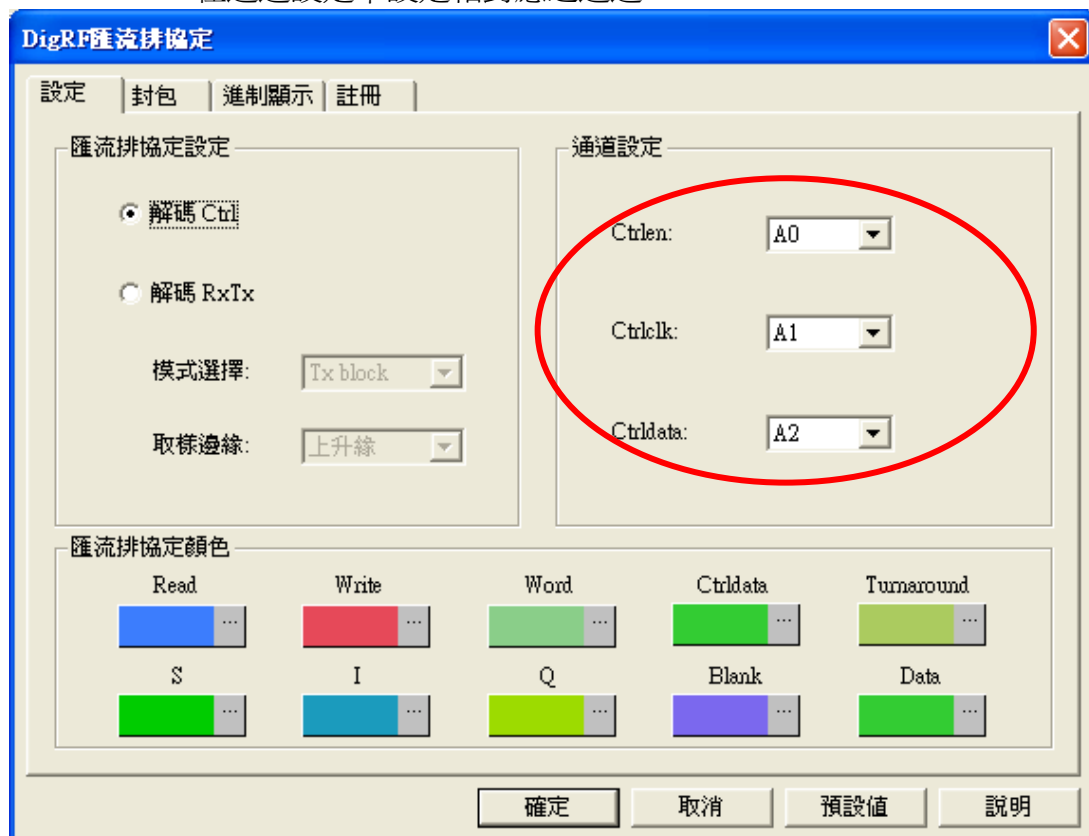 DigRF匯流排協定
設定 封包 進制顯示 註冊
匯流排協定設定
解碼 Ctrl
解碼 RxTx
模式選擇: Tx block
取樣邊緣: 上升緣
通道設定
Ctrlen: A0
Ctrlclk: A1
Ctrldata: A2
匯流排協定顏色
Read Write Word Ctrldata Turnaround
... ... ... ... ...
S I Q Blank Data
... ... ... ... ...
確定 取消 預設值 說明